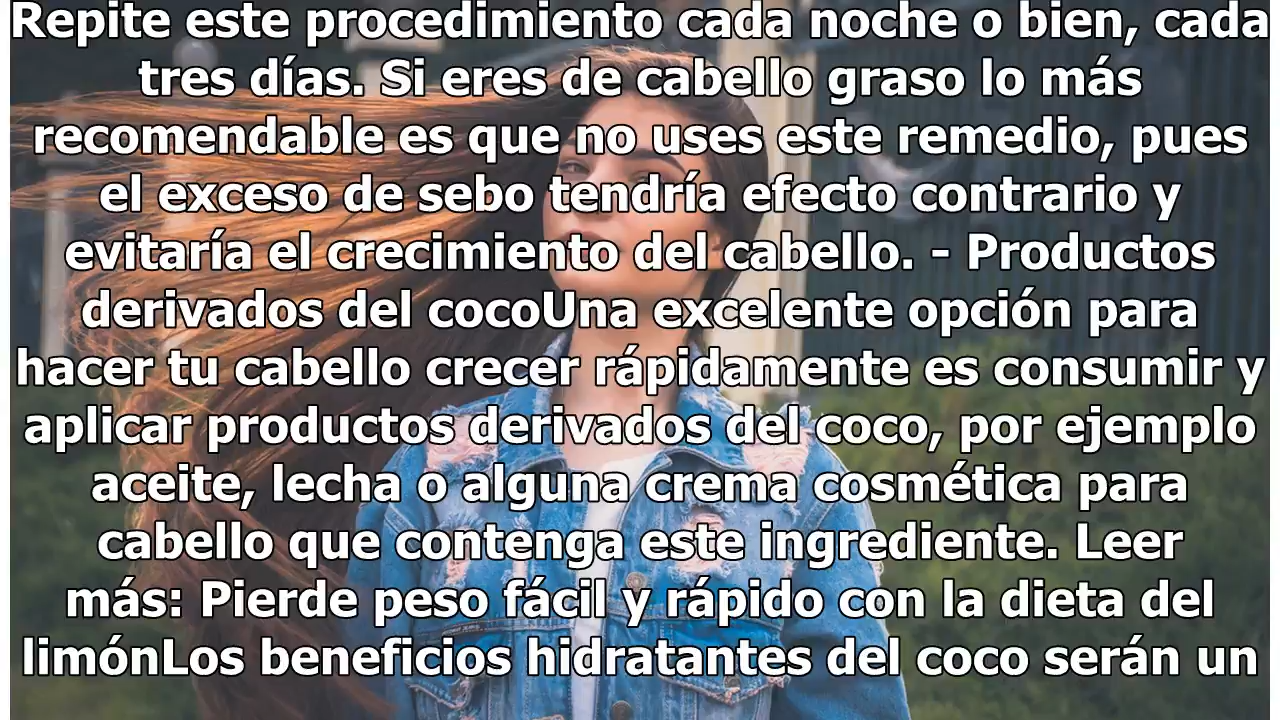 Repite este procedimiento cada noche o bien, cada
tres días. Si eres de cabello graso lo más
recomendable es que no uses este remedio, pues
el exceso de sebo tendría efecto contrario y
evitaría el crecimiento del cabello. - Productos
derivados del cocoUna excelente opción para
hacer tu cabello crecer rápidamente es consumir y
aplicar productos derivados del coco, por ejemplo
aceite, lecha o alguna crema cosmética para
cabello que contenga este ingrediente. Leer
más: Pierde peso fácil y rápido con la dieta del
limónLos beneficios hidratantes del coco serán un